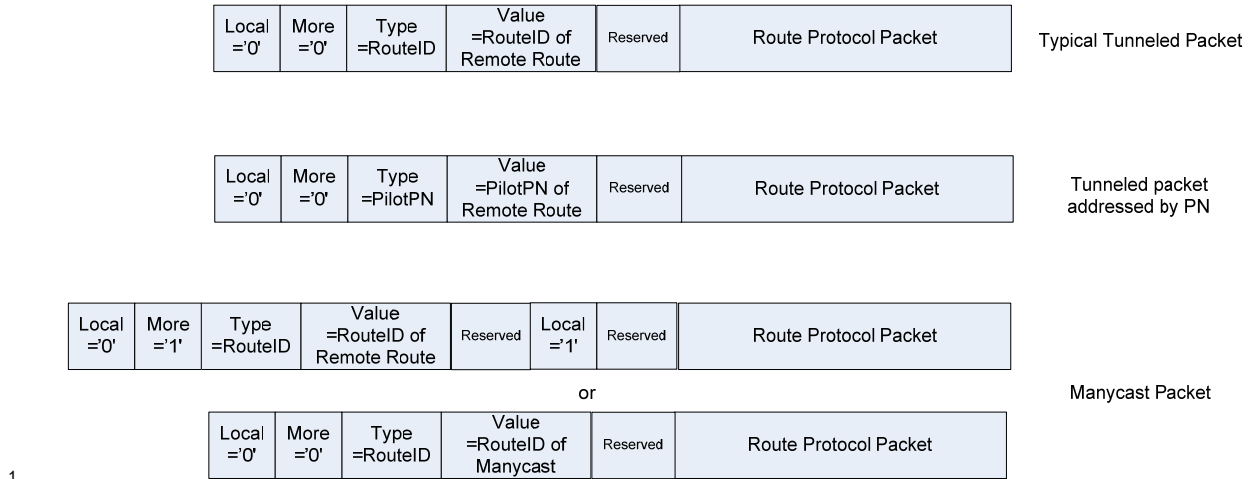 Local ='0' More ='0' Type =RouteID Value =RouteID of Remote Route Reserved Route Protocol Packet Typical Tunneled Packet
Local ='0' More ='0' Type =PilotPN Value =PilotPN of Remote Route Reserved Route Protocol Packet Tunneled packet addressed by PN
Local ='0' More ='1' Type =RouteID Value =RouteID of Remote Route Reserved Local ='1' Reserved Route Protocol Packet
or
Manycast Packet
Local ='0' More ='0' Type =RouteID Value =RouteID of Manycast Reserved Route Protocol Packet
1